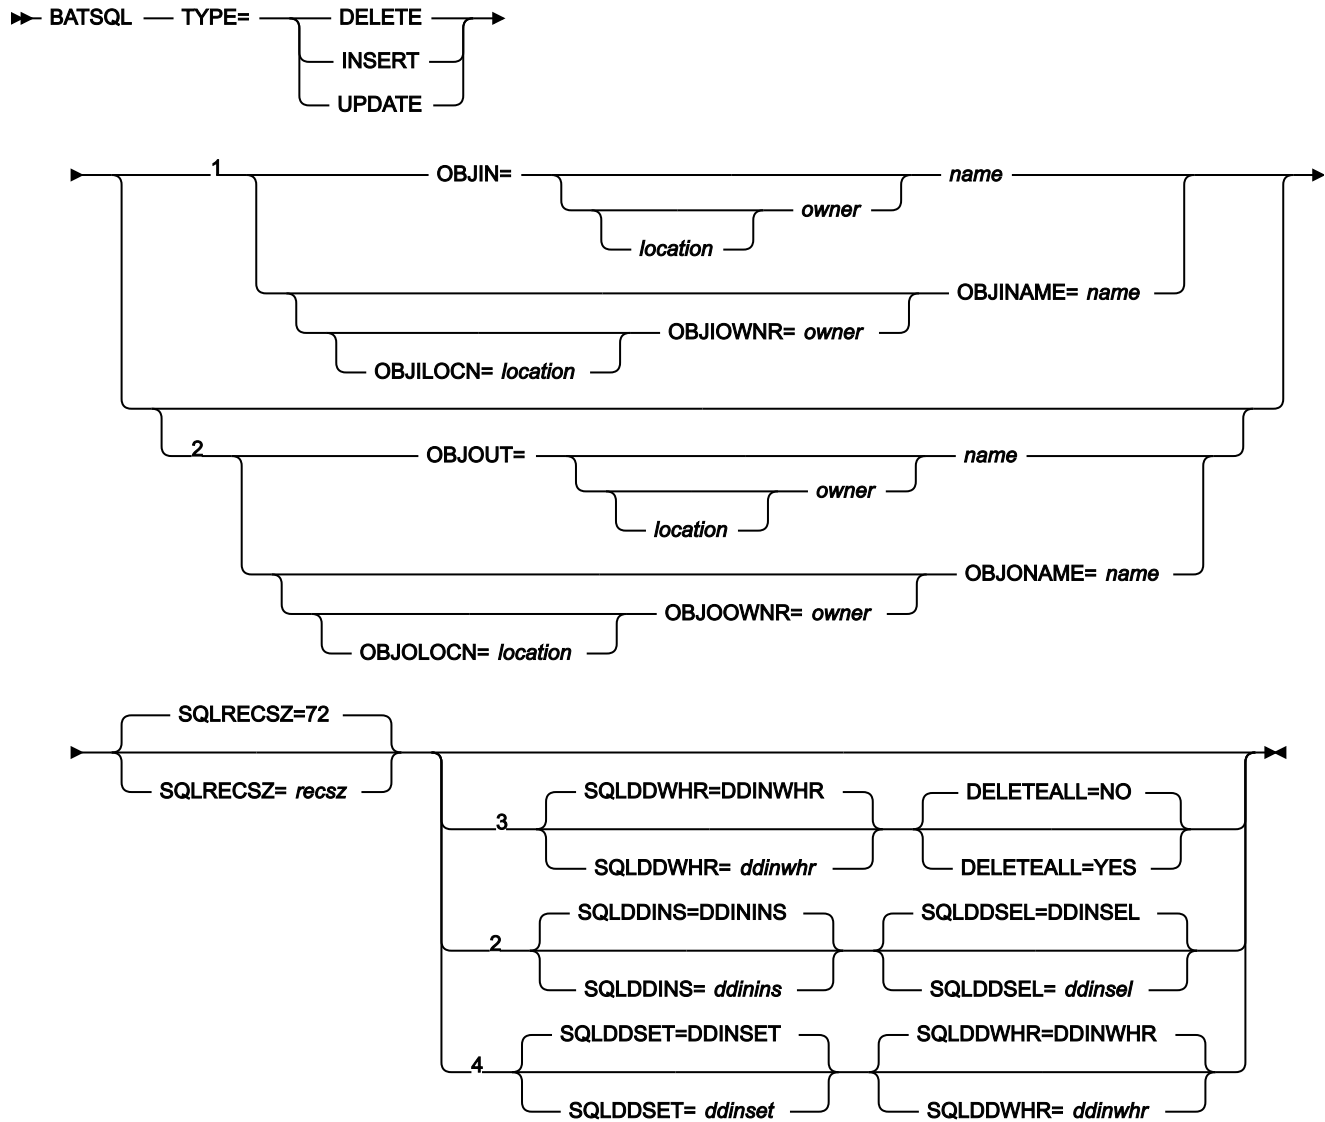 BATSQL TYPE= DELETE
INSERT
UPDATE
1 OBJIN= name
owner
location
OBJINAME= name
OBJIOWNR= owner
OBJILOCN= location
2 OBJOUT= name
owner
location
OBJONAME= name
OBJOOWNR= owner
OBJOLOCN= location
SQLRECSZ=72
SQLRECSZ= recsz
SQLDDWHR=DDINWHR DELETEALL=NO
3
SQLDDWHR= ddinwhr DELETEALL=YES
SQLDDINS=DDININS SQLDDSEL=DDINSEL
2
SQLDDINS= ddinins SQLDDSEL= ddinsel
SQLDDSET=DDINSET SQLDDWHR=DDINWHR
4
SQLDDSET= ddinset SQLDDWHR= ddinwhr